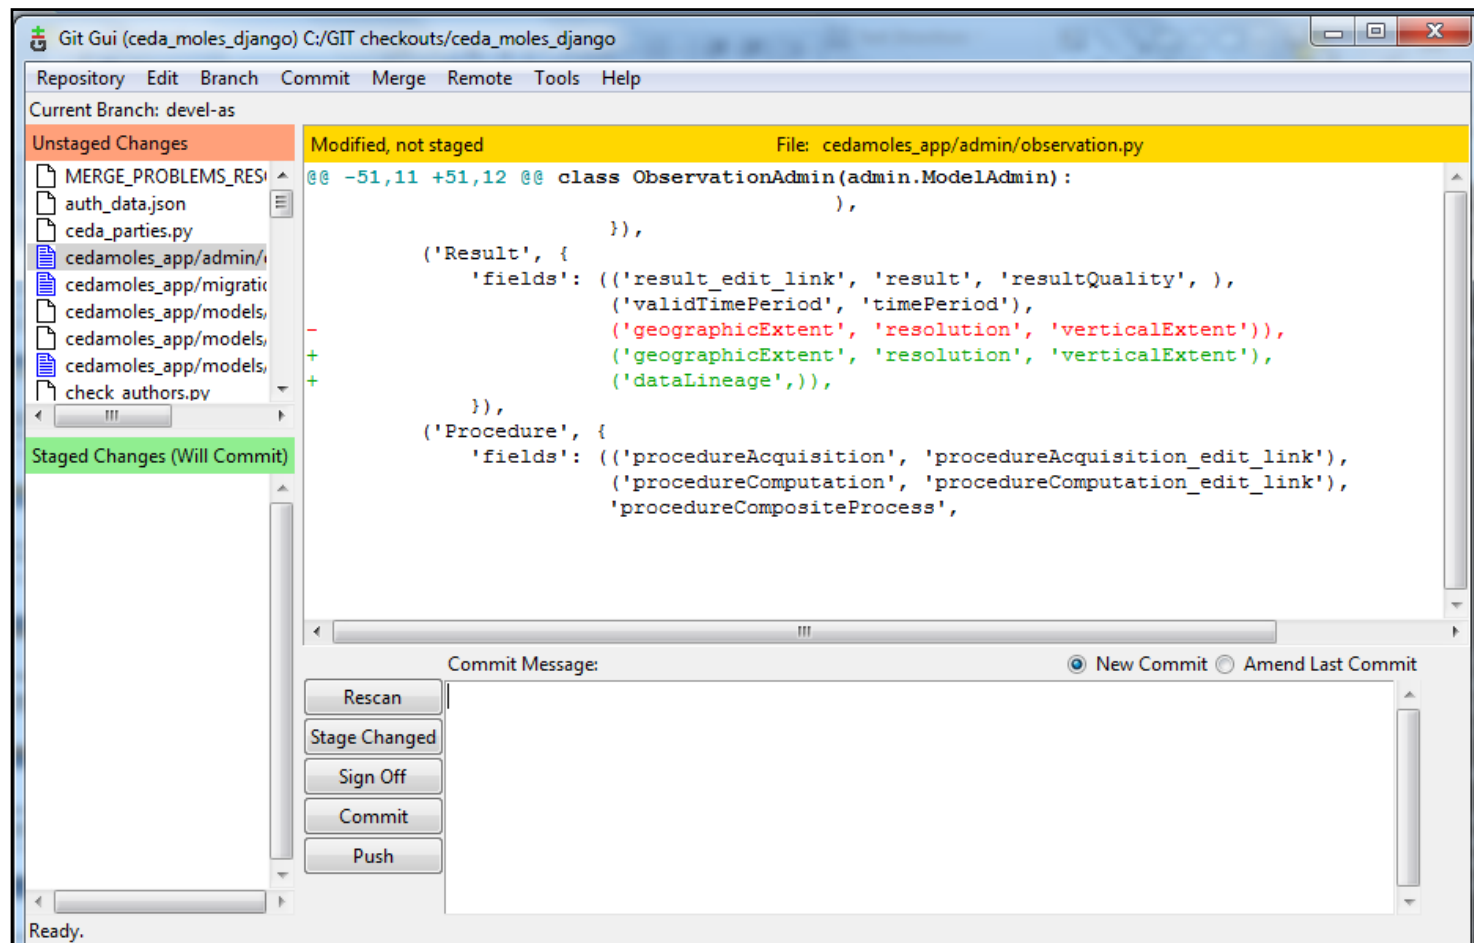 Git Gui (ceda_moles_django) C:/GIT checkouts/ceda_moles_django
Repository Edit Branch Commit Merge Remote Tools Help
Current Branch: devel-as
Unstaged Changes
MERGE_PROBLEMS_RES
auth_data.json
ceda_parties.py
cedamoles_app/admin/
cedamoles_app/migratio
cedamoles_app/models,
cedamoles_app/models,
cedamoles_app/models,
check_authors.py
Staged Changes (Will Commit)
Modified, not staged File: cedamoles_app/admin/observation.py
@@ -51,11 +51,12 @@ class ObservationAdmin(admin.ModelAdmin):
),
}),
('Result', {
'fields': (('result_edit_link', 'result', 'resultQuality', ),
('validTimePeriod', 'timePeriod'),
- ('geographicExtent', 'resolution', 'verticalExtent')),
+ ('geographicExtent', 'resolution', 'verticalExtent'),
+ ('dataLineage',)),
}),
('Procedure', {
'fields': (('procedureAcquisition', 'procedureAcquisition_edit_link'),
('procedureComputation', 'procedureComputation_edit_link'),
'procedureCompositeProcess',
Commit Message: New Commit Amend Last Commit
Rescan
Stage Changed
Sign Off
Commit
Push
Ready.